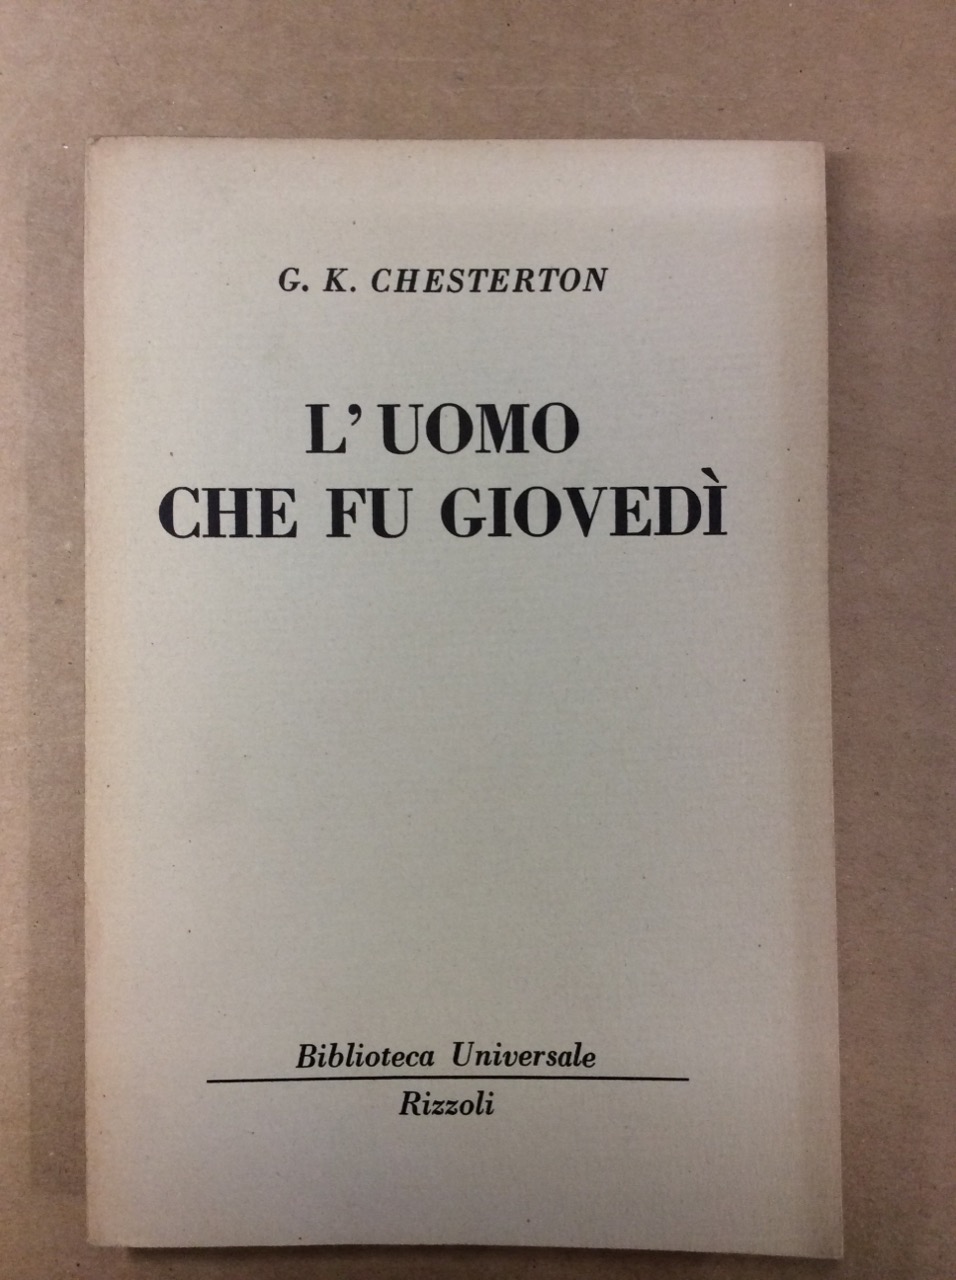 G. K. CHESTERTON
L'UOMO
CHE FU GIOVEDÌ
Biblioteca Universale
Rizzoli